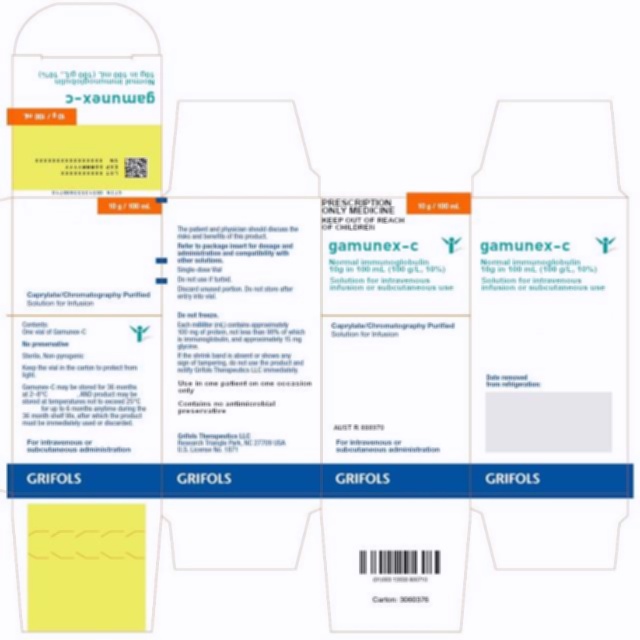 gamunex-c
Normal immunoglobulin
10g in 100 mL (100 g/L, 10%)
10 g / 100 mL
10 g / 100 mL
Caprylate/Chromatography Purified
Solution for Infusion
Contents:
One vial of Gamunex-C
No preservative
Sterile, Non pyrogenic
Keep the vial in the carton to protect from
light.
Gamunex-C may be stored for 36 months
at 2-8°C , AND product may be
stored at temperatures not to exceed 25°C
for up to 6 months anytime during the
36 month shelf life, after which the product
must be immediately used or discarded.
For intravenous or
subcutaneous administration
GRIFOLS
The patient and physician should discuss the
risks and benefits of this product.
Refer to package insert for dosage and
administration and compatibility with
other solutions.
Single-dose Vial
Do not use if turbid.
Discard unused portion. Do not store after
entry into vial.
Do not freeze.
Each milliliter (mL) contains approximately
100 mg of protein, not less than 98% of which
is immunoglobulin, and approximately 15 mg
glycine.
If the shrink band is absent or shows any
sign of tampering, do not use the product and
notify Grifols Therapeutics LLC immediately.
Use in one patient on one occasion
only
Contains no antimicrobial
preservative
Grifols Therapeutics LLC
Research Triangle Park, NC 27709 USA
U.S. License No. 1871
GRIFOLS
PRESCRIPTION
ONLY MEDICINE
KEEP OUT OF REACH
OF CHILDREN
10 g / 100 mL
gamunex-c
Normal immunoglobulin
10g in 100 mL (100 g/L, 10%)
Solution for intravenous
infusion or subcutaneous use
Caprylate/Chromatography Purified
Solution for Infusion
AUST R
For intravenous or
subcutaneous administration
GRIFOLS
Carton: 3060376
gamunex-c
Normal immunoglobulin
10g in 100 mL (100 g/L, 10%)
Solution for intravenous
infusion or subcutaneous use
Date removed
from refrigeration:
GRIFOLS